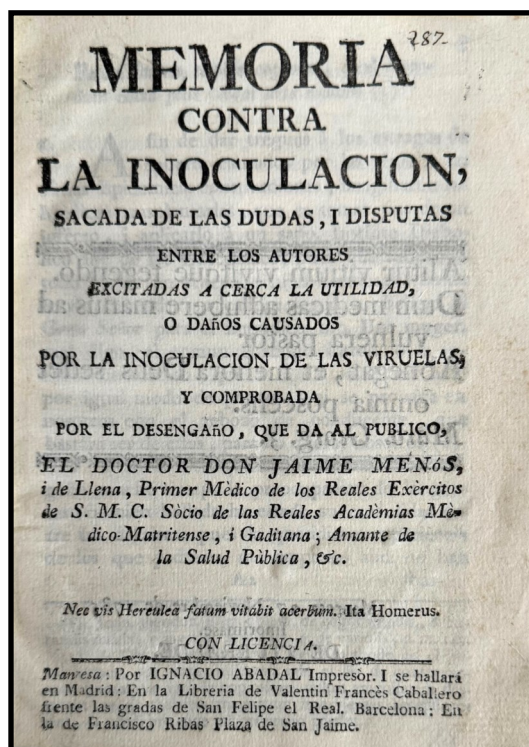 287.
MEMORIA
CONTRA
LA INOCULACION,
SACADA DE LAS DUDAS, I DISPUTAS
ENTRE LOS AUTORES
EXCITADAS A CERCA LA UTILIDAD,
O DAñOS CAUSADOS
POR LA INOCULACION DE LAS VIRUELAS,
Y COMPROBADA
POR EL DESENGAñO, QUE DA AL PUBLICO,
EL DOCTOR DON JAIME MENóS,
i de Llena, Primer Mèdico de los Reales Exèrcitos
de S. M. C. Sòcio de las Reales Acadèmias Mè-
dico-Matritense, i Gaditana; Amante de
la Salud Pùblica, &c.
Nec vis Herculea fatum vitabit acerbum. Ita Homerus.
CON LICENCIA.
Manresa: Por IGNACIO ABADAL Impresòr. I se hallarà
en Madrid: En la Libreria de Valentin Francès Caballero
frente las gradas de San Felipe el Real. Barcelona: En
la de Francisco Ribas Plaza de San Jaime.